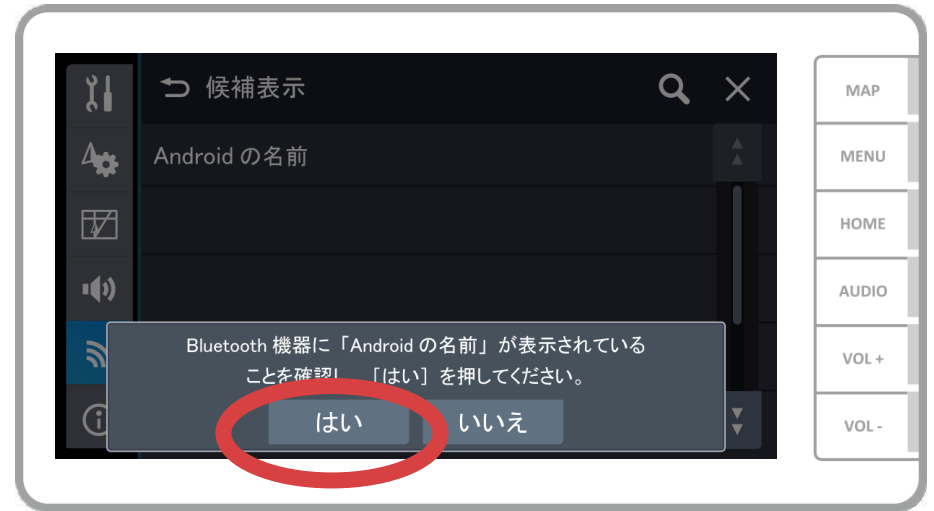 候補表示
Android の名前
Bluetooth 機器に「Android の名前」が表示されている
ことを確認し、［はい］を押してください。
はい
いいえ
MAP
MENU
HOME
AUDIO
VOL +
VOL -